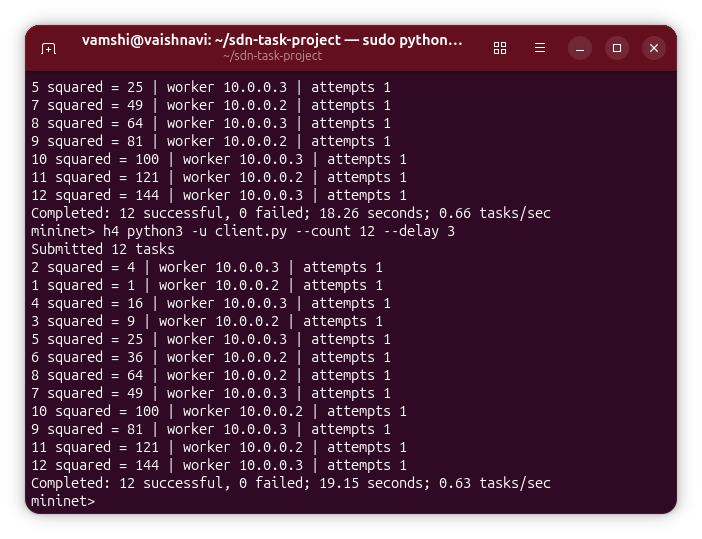 vamshi@vaishnavi: ~/sdn-task-project — sudo python...
~/sdn-task-project
5 squared = 25 | worker 10.0.0.3 | attempts 1
7 squared = 49 | worker 10.0.0.2 | attempts 1
8 squared = 64 | worker 10.0.0.3 | attempts 1
9 squared = 81 | worker 10.0.0.2 | attempts 1
10 squared = 100 | worker 10.0.0.3 | attempts 1
11 squared = 121 | worker 10.0.0.2 | attempts 1
12 squared = 144 | worker 10.0.0.3 | attempts 1
Completed: 12 successful, 0 failed; 18.26 seconds; 0.66 tasks/sec
mininet> h4 python3 -u client.py --count 12 --delay 3
Submitted 12 tasks
2 squared = 4 | worker 10.0.0.3 | attempts 1
1 squared = 1 | worker 10.0.0.2 | attempts 1
4 squared = 16 | worker 10.0.0.3 | attempts 1
3 squared = 9 | worker 10.0.0.2 | attempts 1
5 squared = 25 | worker 10.0.0.3 | attempts 1
6 squared = 36 | worker 10.0.0.2 | attempts 1
8 squared = 64 | worker 10.0.0.2 | attempts 1
7 squared = 49 | worker 10.0.0.3 | attempts 1
10 squared = 100 | worker 10.0.0.2 | attempts 1
9 squared = 81 | worker 10.0.0.3 | attempts 1
11 squared = 121 | worker 10.0.0.2 | attempts 1
12 squared = 144 | worker 10.0.0.3 | attempts 1
Completed: 12 successful, 0 failed; 19.15 seconds; 0.63 tasks/sec
mininet>